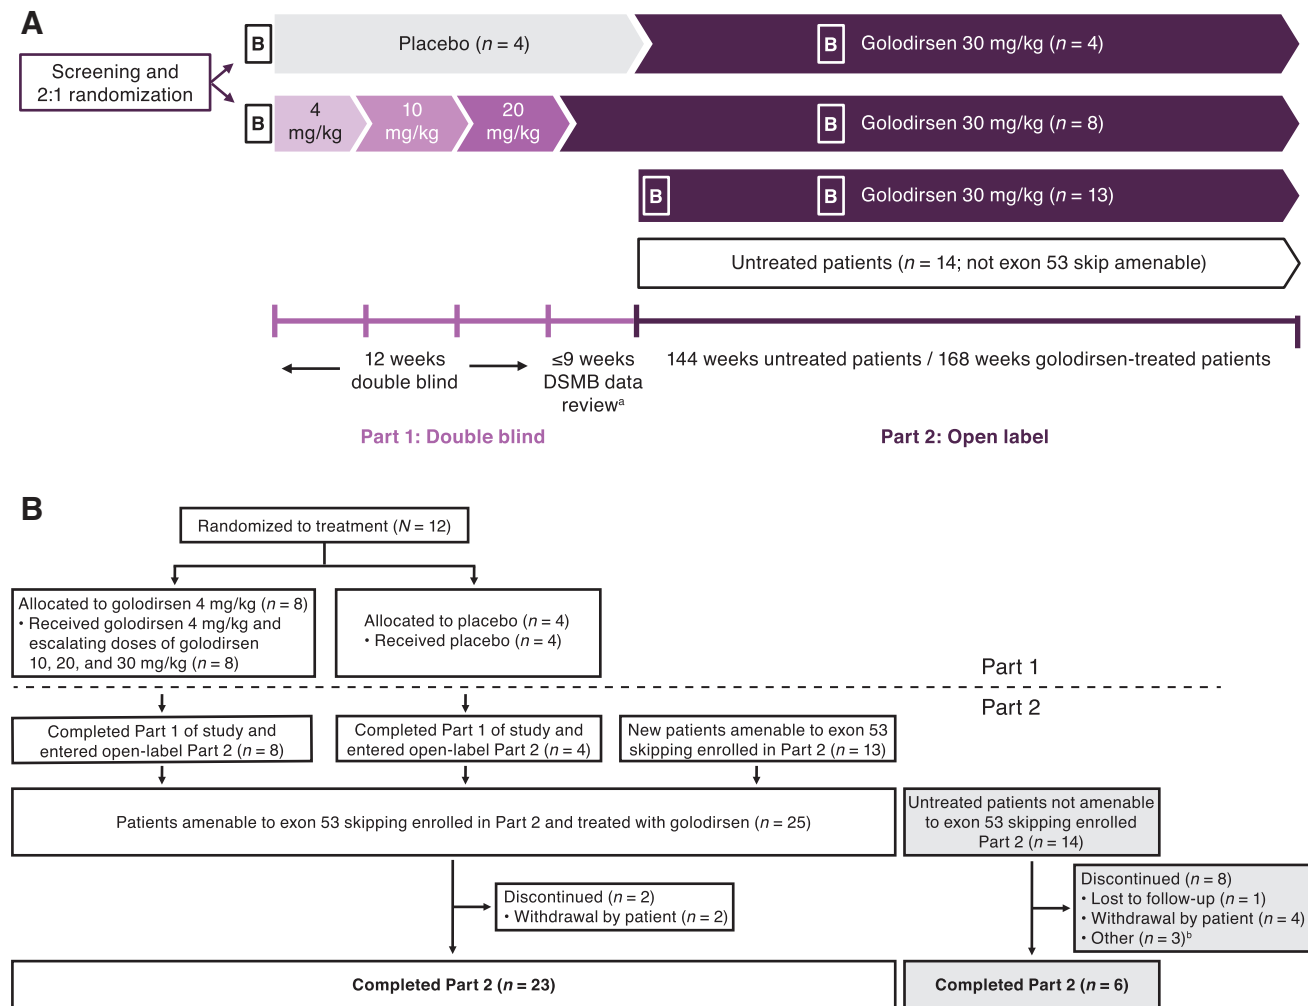 A
B
Placebo (n = 4)
B
Golodirsen 30 mg/kg (n = 4)
Screening and
2:1 randomization
B
4
mg/kg
10
mg/kg
20
mg/kg
B
Golodirsen 30 mg/kg (n = 8)
B
B
Golodirsen 30 mg/kg (n = 13)
Untreated patients (n = 14; not exon 53 skip amenable)
12 weeks
double blind
≤9 weeks
DSMB data
reviewᵃ
144 weeks untreated patients / 168 weeks golodirsen-treated patients
Part 1: Double blind
Part 2: Open label
B
Randomized to treatment (N = 12)
Allocated to golodirsen 4 mg/kg (n = 8)
• Received golodirsen 4 mg/kg and
escalating doses of golodirsen
10, 20, and 30 mg/kg (n = 8)
Allocated to placebo (n = 4)
• Received placebo (n = 4)
Part 1
Part 2
Completed Part 1 of study and
entered open-label Part 2 (n = 8)
Completed Part 1 of study and
entered open-label Part 2 (n = 4)
New patients amenable to exon 53
skipping enrolled in Part 2 (n = 13)
Patients amenable to exon 53 skipping enrolled in Part 2 and treated with golodirsen (n = 25)
Untreated patients not amenable
to exon 53 skipping enrolled
Part 2 (n = 14)
Discontinued (n = 2)
• Withdrawal by patient (n = 2)
Discontinued (n = 8)
• Lost to follow-up (n = 1)
• Withdrawal by patient (n = 4)
• Other (n = 3)ᵇ
Completed Part 2 (n = 23)
Completed Part 2 (n = 6)